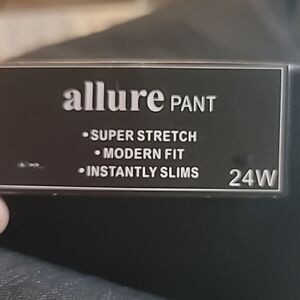 allure PANT
•SUPER STRETCH
•MODERN FIT
•INSTANTLY SLIMS
24W